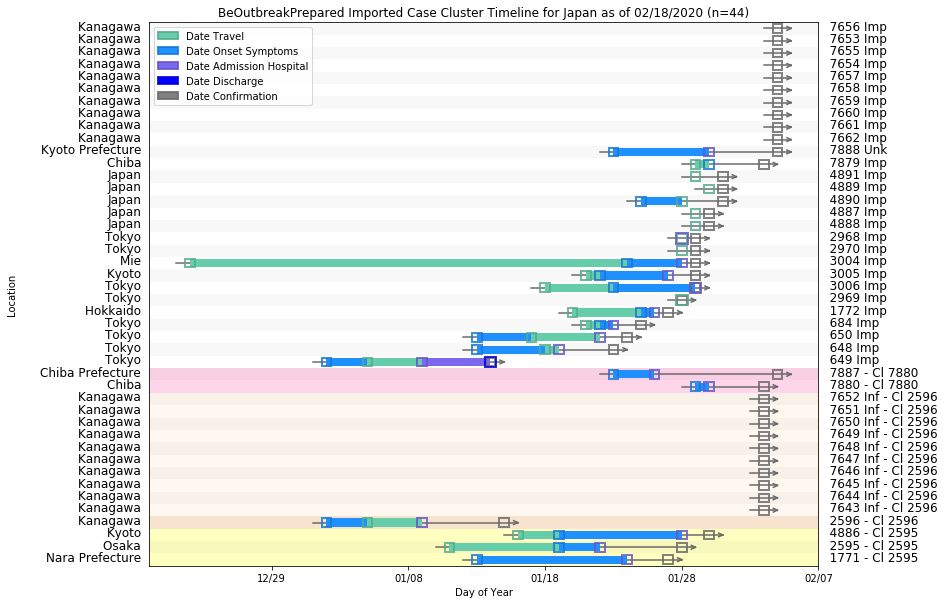 BeOutbreakPrepared Imported Case Cluster Timeline for Japan as of 02/18/2020 (n=44)
Date Travel
Date Onset Symptoms
Date Admission Hospital
Date Discharge
Date Confirmation
Kanagawa 7656 Imp
Kanagawa 7653 Imp
Kanagawa 7655 Imp
Kanagawa 7654 Imp
Kanagawa 7657 Imp
Kanagawa 7658 Imp
Kanagawa 7659 Imp
Kanagawa 7660 Imp
Kanagawa 7661 Imp
Kanagawa 7662 Imp
Kyoto Prefecture 7888 Unk
Chiba 7879 Imp
Japan 4891 Imp
Japan 4889 Imp
Japan 4890 Imp
Japan 4887 Imp
Japan 4888 Imp
Tokyo 2968 Imp
Tokyo 2970 Imp
Mie 3004 Imp
Kyoto 3005 Imp
Tokyo 3006 Imp
Tokyo 2969 Imp
Hokkaido 1772 Imp
Tokyo 684 Imp
Tokyo 650 Imp
Tokyo 648 Imp
Tokyo 649 Imp
Chiba Prefecture 7887 - Cl 7880
Chiba 7880 - Cl 7880
Kanagawa 7652 Inf - Cl 2596
Kanagawa 7651 Inf - Cl 2596
Kanagawa 7650 Inf - Cl 2596
Kanagawa 7649 Inf - Cl 2596
Kanagawa 7648 Inf - Cl 2596
Kanagawa 7647 Inf - Cl 2596
Kanagawa 7646 Inf - Cl 2596
Kanagawa 7645 Inf - Cl 2596
Kanagawa 7644 Inf - Cl 2596
Kanagawa 7643 Inf - Cl 2596
Kanagawa 2596 - Cl 2596
Kyoto 4886 - Cl 2595
Osaka 2595 - Cl 2595
Nara Prefecture 1771 - Cl 2595
Location
12/29 01/08 01/18 01/28 02/07
Day of Year